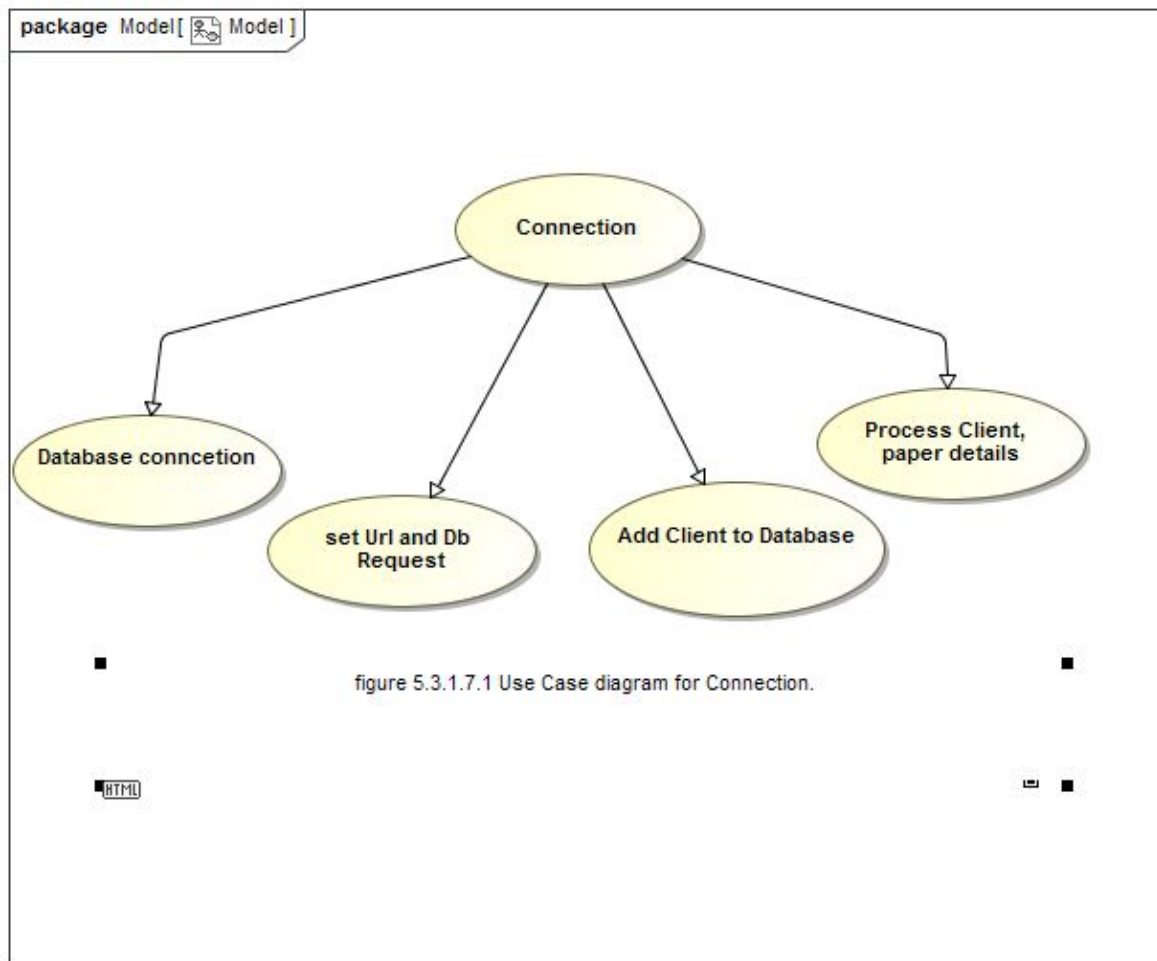 package Model[ Model ]
Connection
Database conncetion
set Url and Db
Request
Add Client to Database
Process Client,
paper details
figure 5.3.1.7.1 Use Case diagram for Connection.
HTML